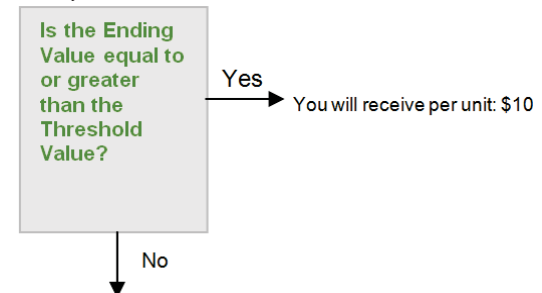 Is the Ending
Value equal to
or greater
than the
Threshold
Value?
Yes
You will receive per unit: $10
No